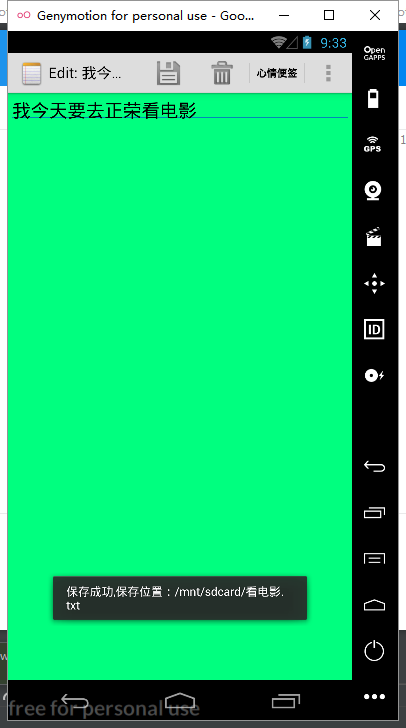 Genymotion for personal use - Goo...
9:33
Open
GAPPS
Edit: 我今...
心情便签
我今天要去正荣看电影
GPS
ID
保存成功,保存位置：/mnt/sdcard/看电影.
txt
free for personal use